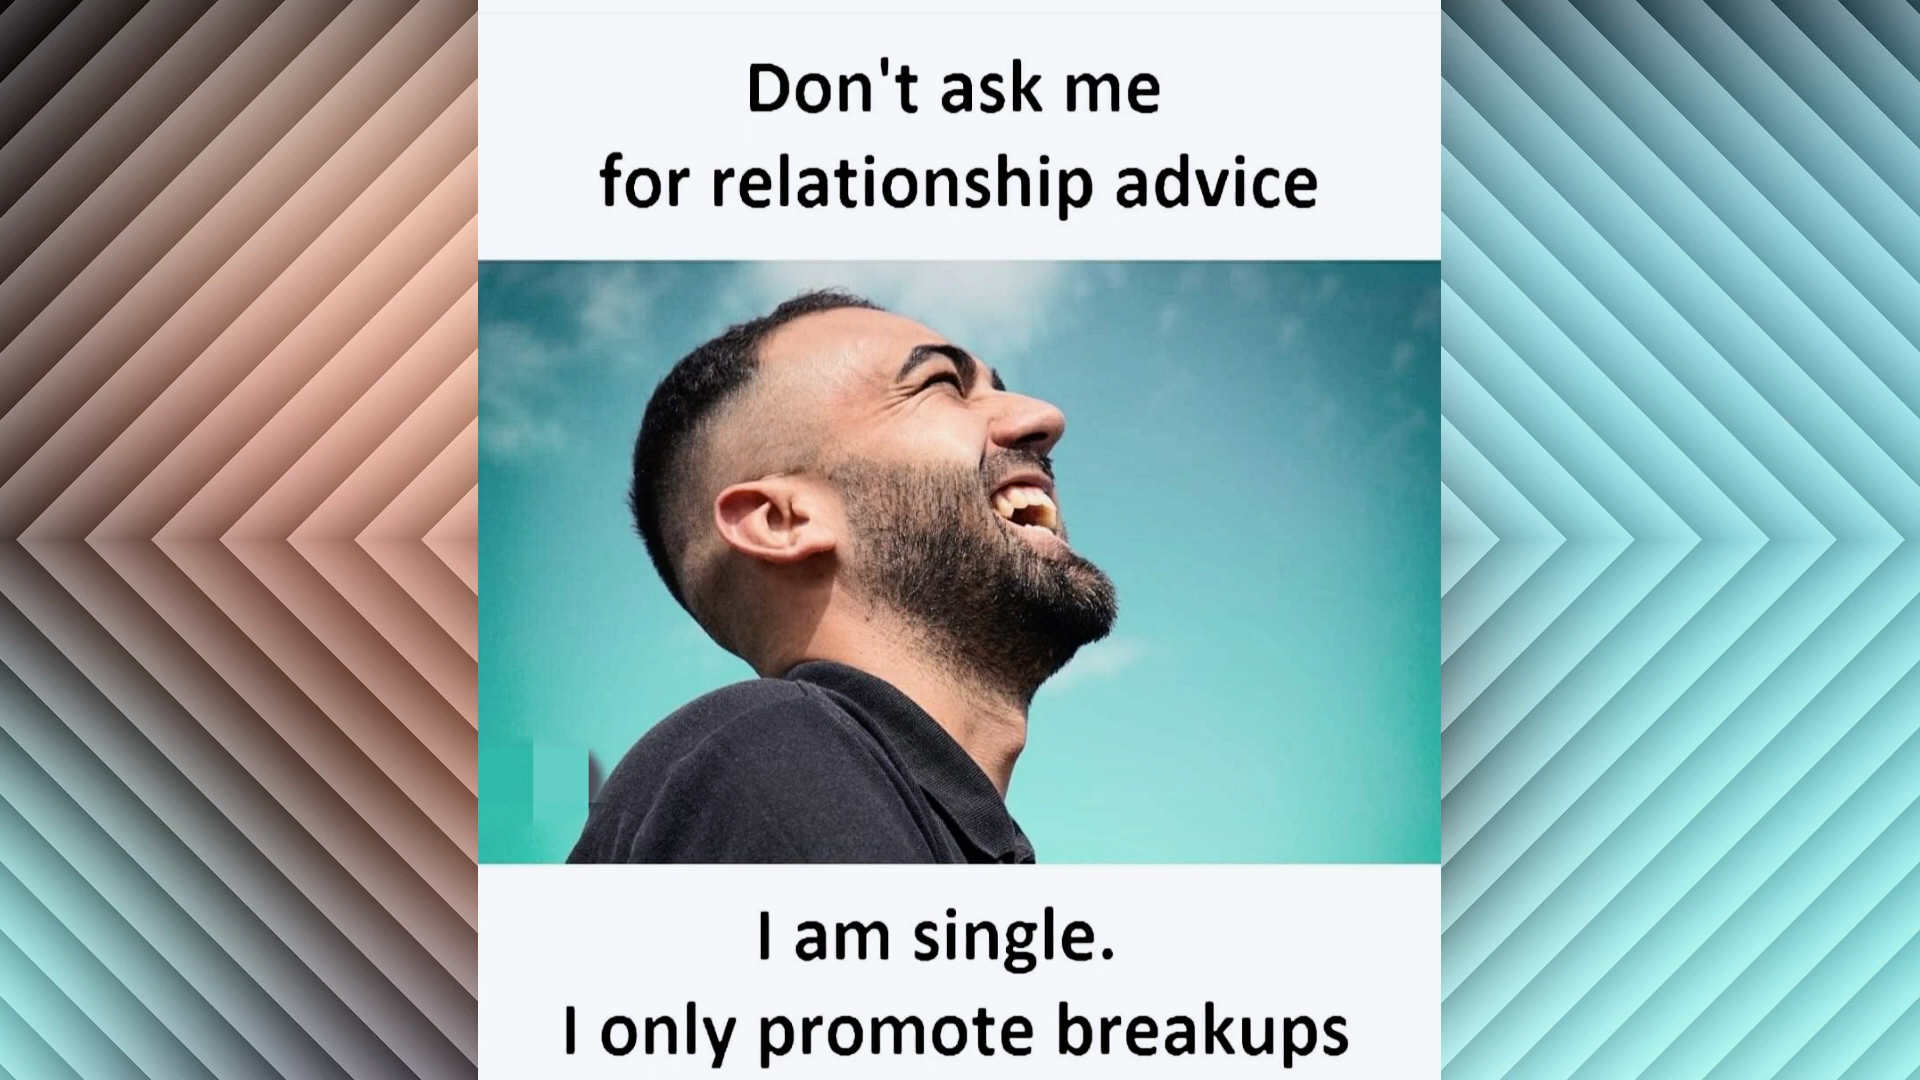 Don't ask me
for relationship advice
I am single.
I only promote breakups